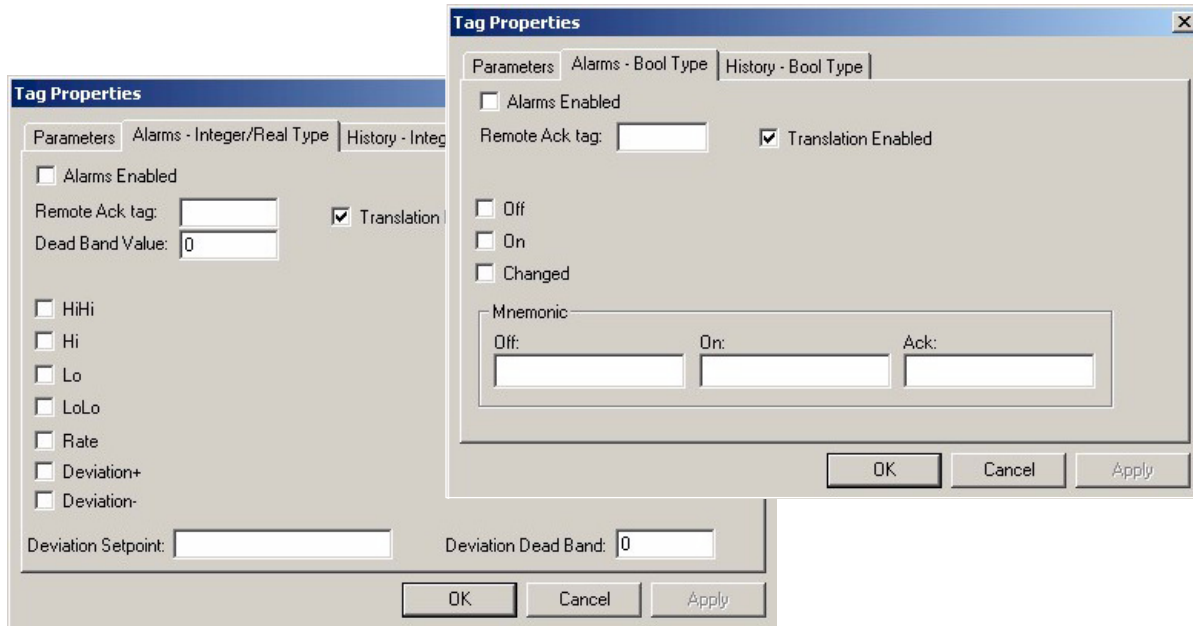 Tag Properties
Parameters
Alarms - Integer/Real Type
History - Integ
Alarms Enabled
Remote Ack tag:
Translation
Dead Band Value: 0
HiHi
Hi
Lo
LoLo
Rate
Deviation+
Deviation-
Deviation Setpoint:
Deviation Dead Band: 0
OK
Cancel
Apply
Tag Properties
Parameters
Alarms - Bool Type
History - Bool Type
Alarms Enabled
Remote Ack tag:
Translation Enabled
Off
On
Changed
Mnemonic
Off:
On:
Ack:
OK
Cancel
Apply